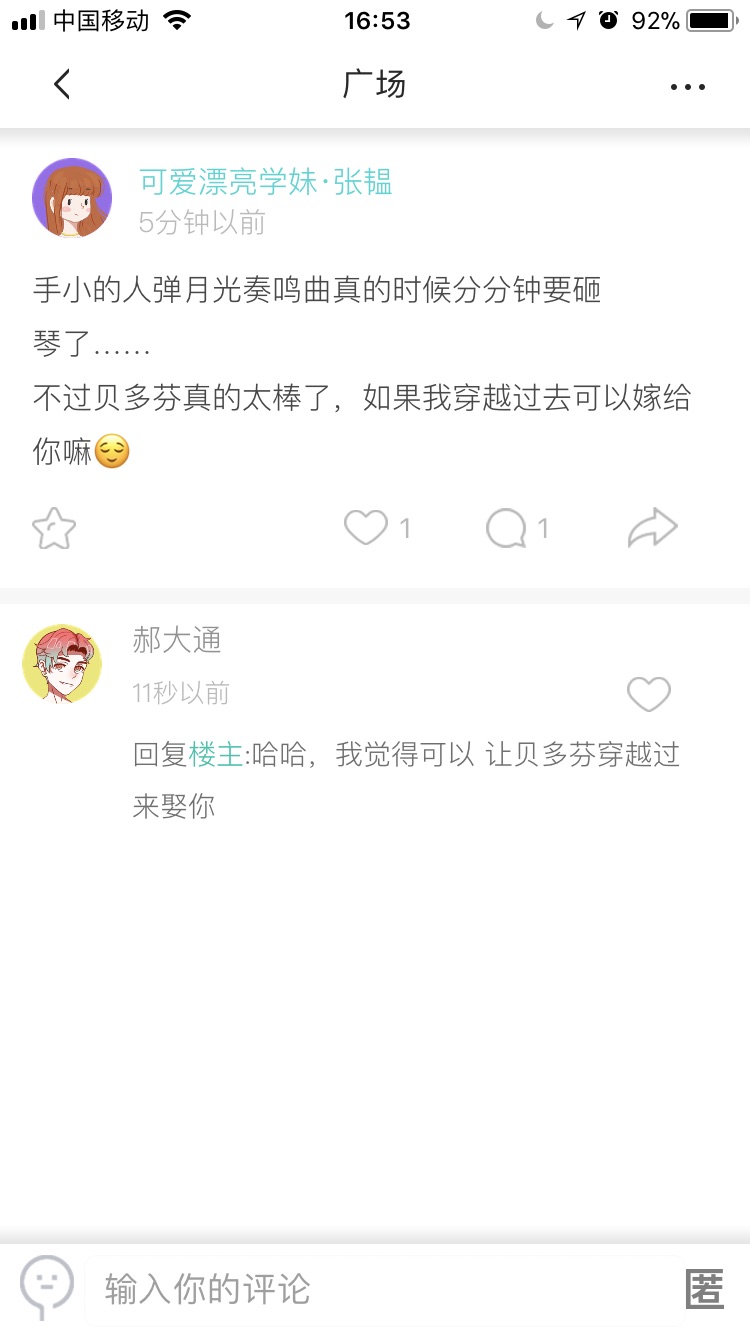 中国移动 16:53 92%
广场
可爱漂亮学妹·张韫
5分钟以前
手小的人弹月光奏鸣曲真的时候分分钟要砸
琴了……
不过贝多芬真的太棒了，如果我穿越过去可以嫁给
你嘛😌
1 1
郝大通
11秒以前
回复楼主:哈哈，我觉得可以 让贝多芬穿越过
来娶你
输入你的评论 匿